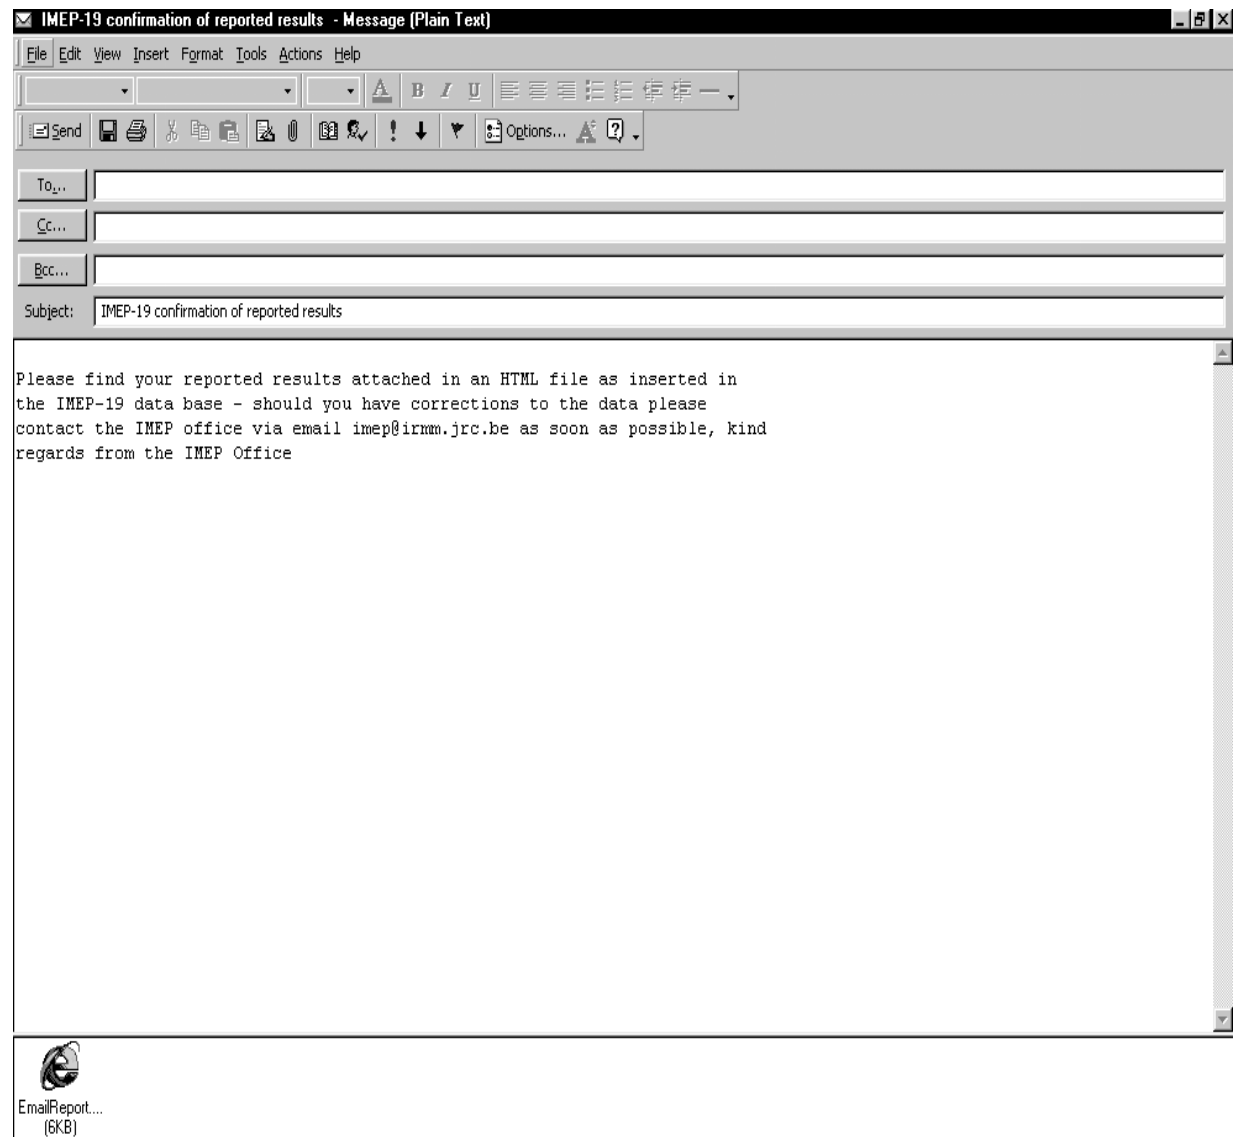 IMEP-19 confirmation of reported results - Message (Plain Text)
File Edit View Insert Format Tools Actions Help
A B I U
Send ! Options... A ?
To...
Cc...
Bcc...
Subject: IMEP-19 confirmation of reported results
Please find your reported results attached in an HTML file as inserted in
the IMEP-19 data base - should you have corrections to the data please
contact the IMEP office via email imep@irmm.jrc.be as soon as possible, kind
regards from the IMEP Office
EmailReport....
(6KB)